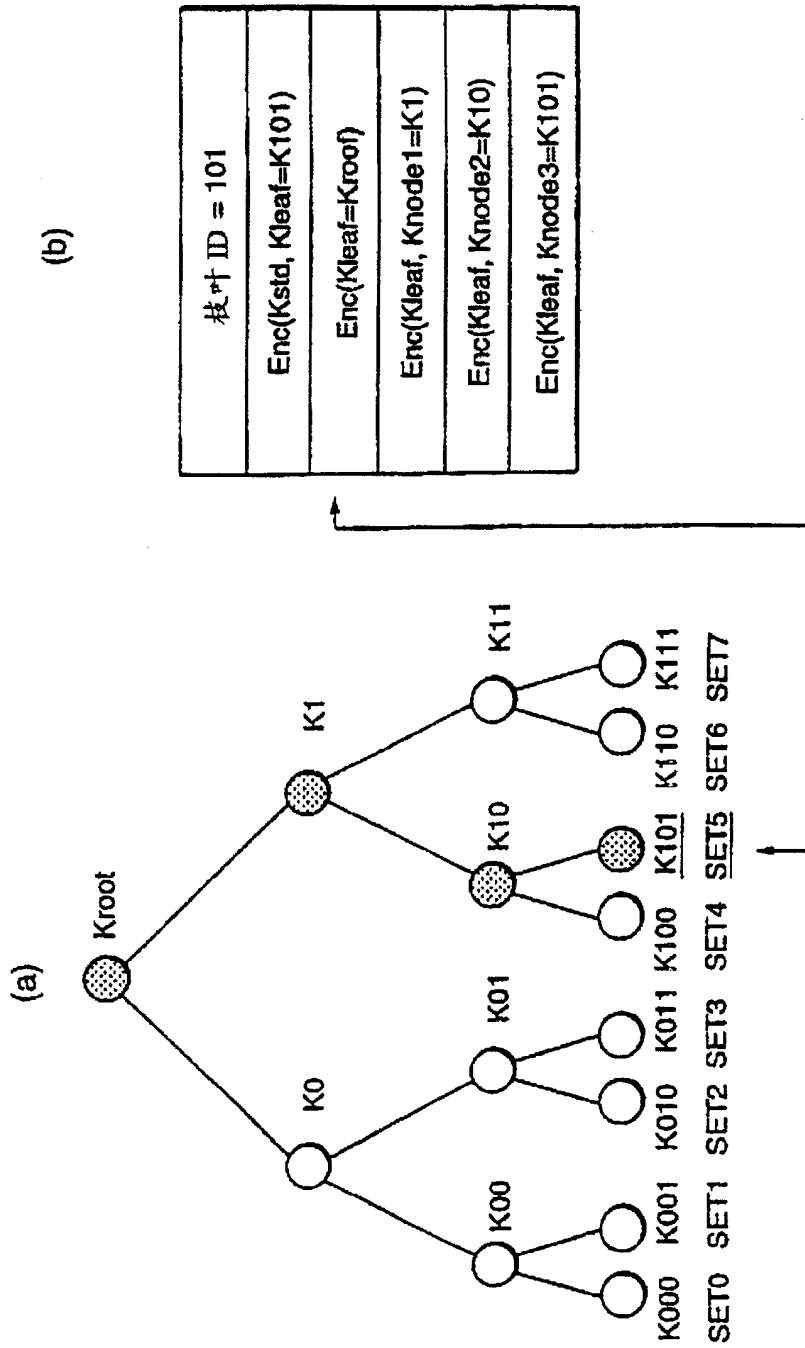 (a)
Kroot
K0
K1
K00
K01
K10
K11
K000 K001 K010 K011 K100 K101 K110 K111
SET0 SET1 SET2 SET3 SET4 SET5 SET6 SET7
(b)
枝叶 ID = 101
Enc(Kstd, Kleaf=K101)
Enc(Kleaf=Kroof)
Enc(Kleaf, Knode1=K1)
Enc(Kleaf, Knode2=K10)
Enc(Kleaf, Knode3=K101)